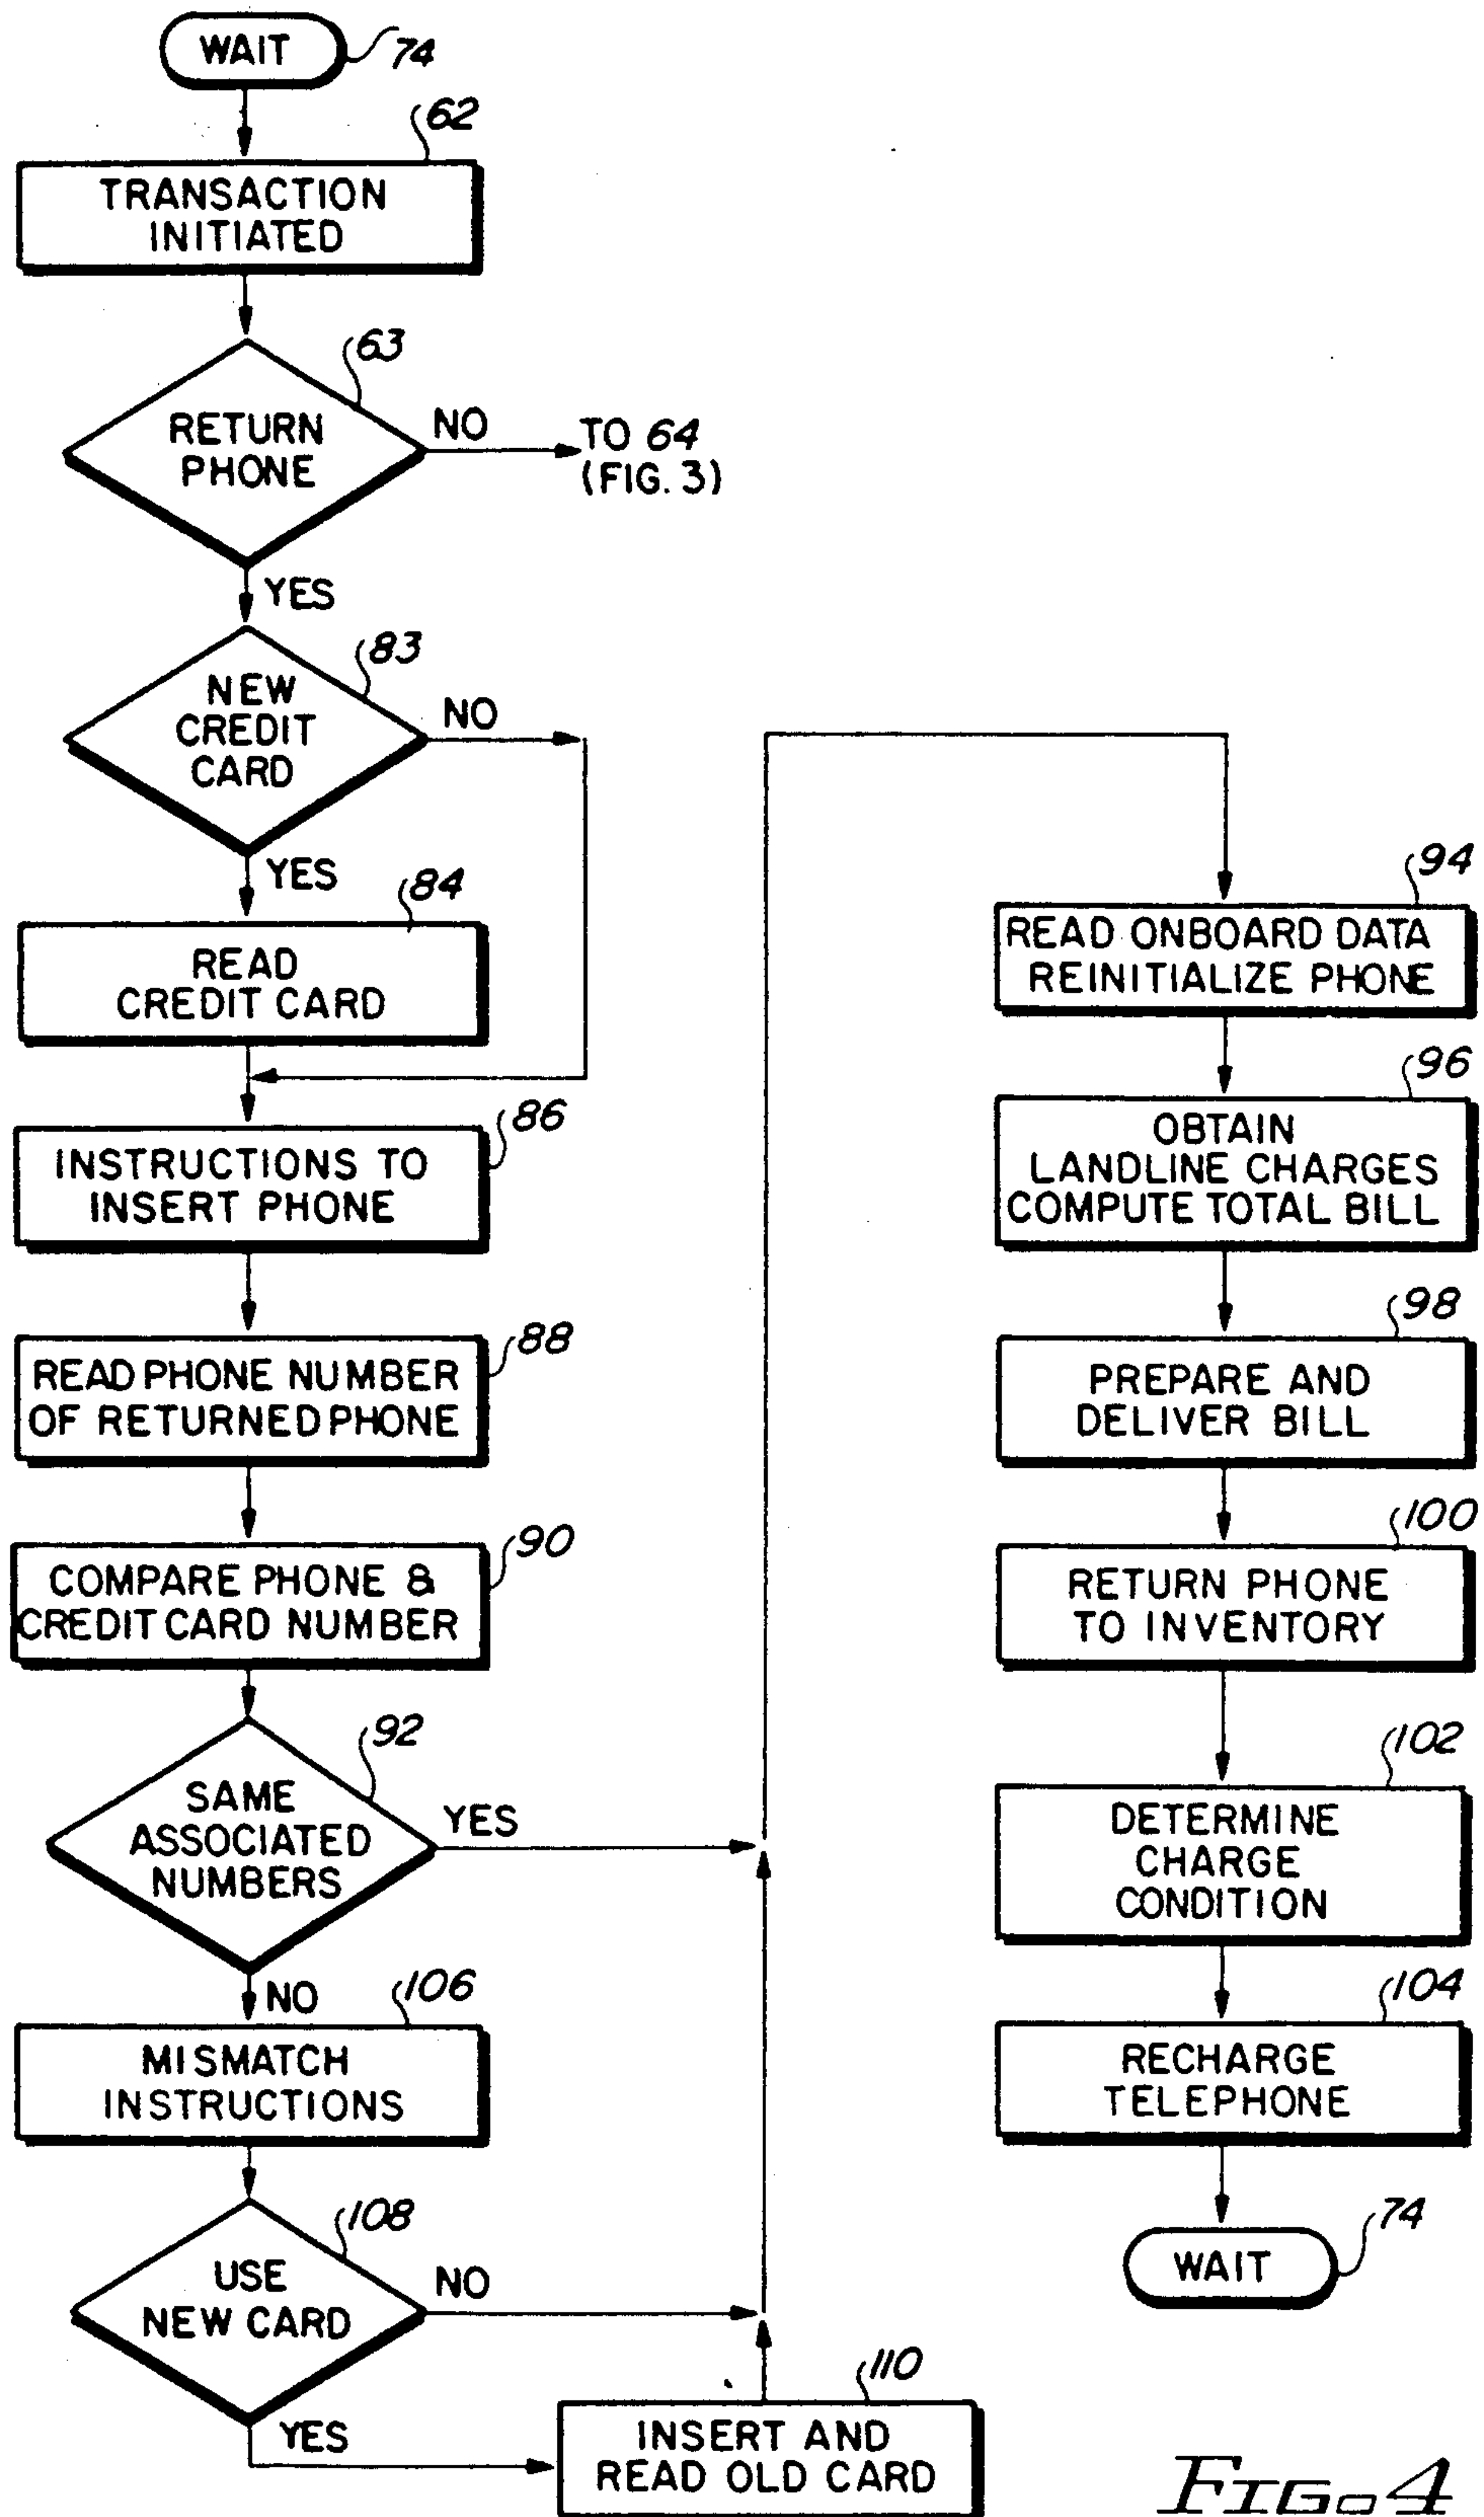 WAIT
74
62
TRANSACTION
INITIATED
63
RETURN
PHONE
NO
TO 64
(FIG. 3)
YES
83
NEW
CREDIT
CARD
NO
YES
84
READ
CREDIT CARD
86
INSTRUCTIONS TO
INSERT PHONE
88
READ PHONE NUMBER
OF RETURNED PHONE
90
COMPARE PHONE &
CREDIT CARD NUMBER
92
SAME
ASSOCIATED
NUMBERS
YES
NO
106
MISMATCH
INSTRUCTIONS
108
USE
NEW CARD
NO
YES
110
INSERT AND
READ OLD CARD
94
READ ONBOARD DATA
REINITIALIZE PHONE
96
OBTAIN
LANDLINE CHARGES
COMPUTE TOTAL BILL
98
PREPARE AND
DELIVER BILL
100
RETURN PHONE
TO INVENTORY
102
DETERMINE
CHARGE
CONDITION
104
RECHARGE
TELEPHONE
74
WAIT
FIG. 4